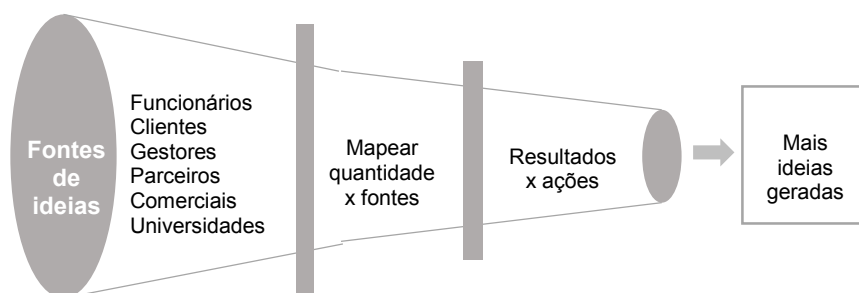 Fontes
de
ideias
Funcionários
Clientes
Gestores
Parceiros
Comerciais
Universidades
Mapear
quantidade
x fontes
Resultados
x ações
Mais
ideias
geradas